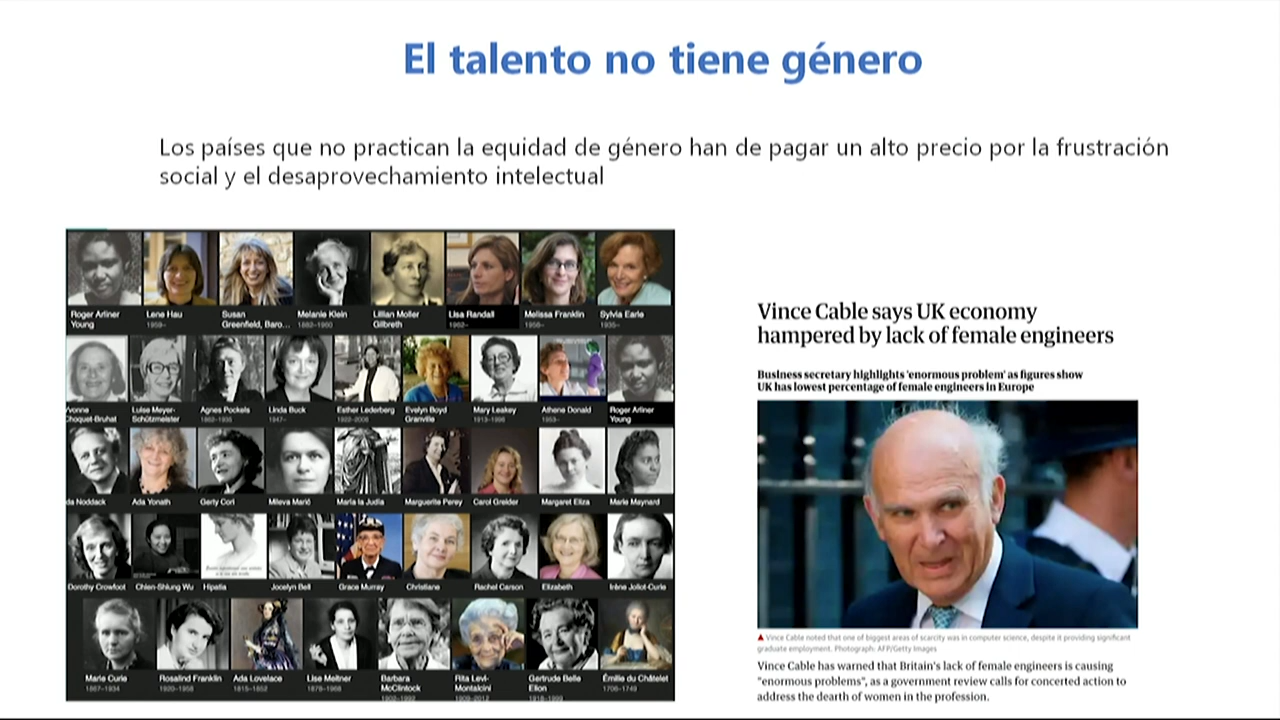 El talento no tiene género
Los países que no practican la equidad de género han de pagar un alto precio por la frustración
social y el desaprovechamiento intelectual
Roger Arliner
Young
Lene Hau
1959–
Susan
Greenfield, Baro...
Melanie Klein
1882–1960
Lillian Moller
Gilbreth
Lisa Randall
1962–
Melissa Franklin
1956–
Sylvia Earle
1935–
Yvonne
Choquet-Bruhat
Luise Meyer-
Schützmeister
Agnes Pockels
1862–1935
Linda Buck
1947–
Esther Lederberg
1922–2006
Evelyn Boyd
Granville
Mary Leakey
1913–1996
Athene Donald
1953–
Roger Arliner
Young
da Noddack
Ada Yonath
Gerty Cori
Mileva Marić
María la Judía
Marguerite Perey
Carol Greider
Margaret Eliza
Marie Maynard
Dorothy Crowfoot
Chien-Shiung Wu
Hipatia
Jocelyn Bell
Grace Murray
Christiane
Rachel Carson
Elizabeth
Irène Joliot-Curie
Marie Curie
1867–1934
Rosalind Franklin
1920–1958
Ada Lovelace
1815–1852
Lise Meitner
1878–1968
Barbara
McClintock
1902–1992
Rita Levi-
Montalcini
1909–2012
Gertrude Belle
Elion
1918–1999
Émilie du Châtelet
1706–1749
Vince Cable says UK economy
hampered by lack of female engineers
Business secretary highlights 'enormous problem' as figures show
UK has lowest percentage of female engineers in Europe
Vince Cable noted that one of biggest areas of scarcity was in computer science, despite it providing significant
graduate employment. Photograph: AFP/Getty Images
Vince Cable has warned that Britain's lack of female engineers is causing
"enormous problems", as a government review calls for concerted action to
address the dearth of women in the profession.